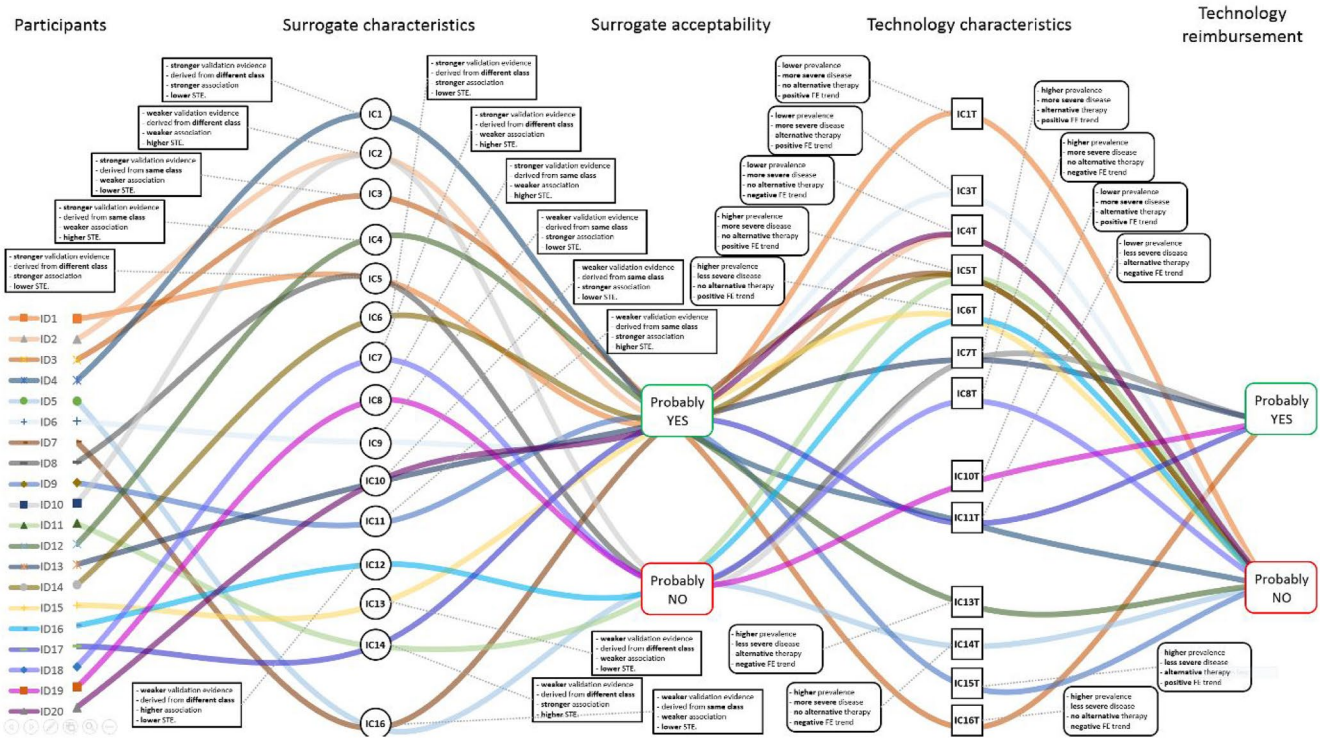 Participants
Surrogate characteristics
Surrogate acceptability
Technology characteristics
Technology
reimbursement
- stronger validation evidence
- derived from different class
- stronger association
- lower STE.
- weaker validation evidence
- derived from different class
- weaker association
- higher STE.
- stronger validation evidence
- derived from same class
- weaker association
- lower STE.
- stronger validation evidence
- derived from same class
- weaker association
- higher STE.
- stronger validation evidence
- derived from different class
- stronger association
- lower STE.
- stronger validation evidence
- derived from different class
- stronger association
- lower STE.
- stronger validation evidence
- derived from different class
- weaker association
- higher STE.
- stronger validation evidence
- derived from same class
- weaker association
- higher STE.
- weaker validation evidence
- derived from same class
- stronger association
- lower STE.
- weaker validation evidence
- derived from same class
- stronger association
- lower STE.
- weaker validation evidence
- derived from same class
- stronger association
higher STE.
ID1
ID2
ID3
ID4
ID5
ID6
ID7
ID8
ID9
ID10
ID11
ID12
ID13
ID14
ID15
ID16
ID17
ID18
ID19
ID20
IC1
IC2
IC3
IC4
IC5
IC6
IC7
IC8
IC9
IC10
IC11
IC12
IC13
IC14
IC16
- weaker validation evidence
- derived from different class
- higher association
- lower STE.
- weaker validation evidence
- derived from different class
- weaker association
- lower STE.
- weaker validation evidence
- derived from different class
- stronger association
- higher STE.
- weaker validation evidence
- derived from same class
- weaker association
- lower STE.
Probably
YES
Probably
NO
- lower prevalence
- more severe disease
- no alternative therapy
- positive FE trend
- lower prevalence
- more severe disease
alternative therapy
- positive FE trend
- lower prevalence
- more severe disease
- no alternative therapy
- negative FE trend
- higher prevalence
- more severe disease
no alternative therapy
positive FE trend
- higher prevalence
less severe disease
- no alternative therapy
- positive FE trend
- higher prevalence
- more severe disease
- alternative therapy
- positive FE trend
- higher prevalence
- more severe disease
no alternative therapy
- negative FE trend
- lower prevalence
- more severe disease
- alternative therapy
- negative FE trend
- lower prevalence
less severe disease
alternative therapy
- negative FE trend
IC1T
IC3T
IC4T
IC5T
IC6T
IC7T
IC8T
IC10T
IC11T
IC13T
IC14T
IC15T
IC16T
- higher prevalence
- less severe disease
alternative therapy
- negative FE trend
- higher prevalence
- more severe disease
- alternative therapy
negative FE trend
higher prevalence
- less severe disease
- alternative therapy
- positive FE trend
- higher prevalence
less severe disease
- no alternative therapy
- negative FE trend
Probably
YES
Probably
NO